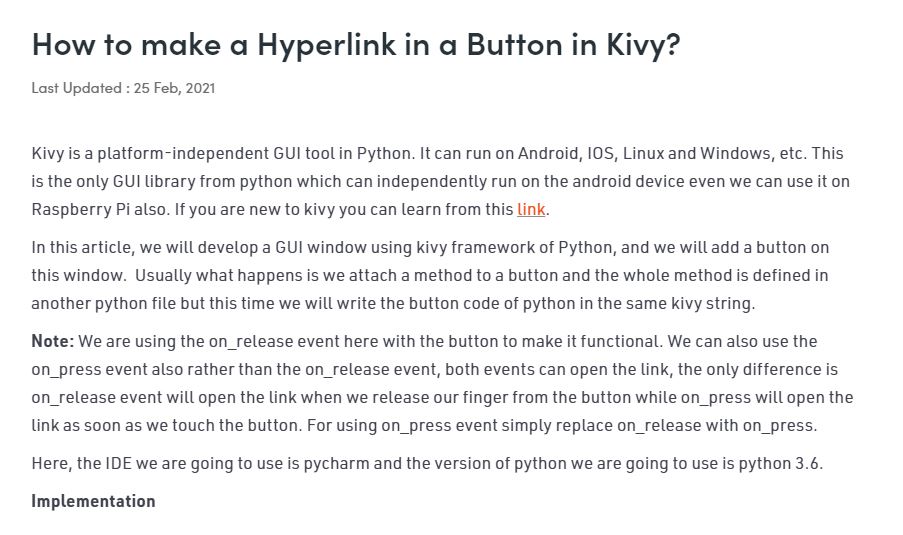 How to make a Hyperlink in a Button in Kivy?
Last Updated : 25 Feb, 2021
Kivy is a platform-independent GUI tool in Python. It can run on Android, IOS, Linux and Windows, etc. This
is the only GUI library from python which can independently run on the android device even we can use it on
Raspberry Pi also. If you are new to kivy you can learn from this link.
In this article, we will develop a GUI window using kivy framework of Python, and we will add a button on
this window.  Usually what happens is we attach a method to a button and the whole method is defined in
another python file but this time we will write the button code of python in the same kivy string.
Note: We are using the on_release event here with the button to make it functional. We can also use the
on_press event also rather than the on_release event, both events can open the link, the only difference is
on_release event will open the link when we release our finger from the button while on_press will open the
link as soon as we touch the button. For using on_press event simply replace on_release with on_press.
Here, the IDE we are going to use is pycharm and the version of python we are going to use is python 3.6.
Implementation